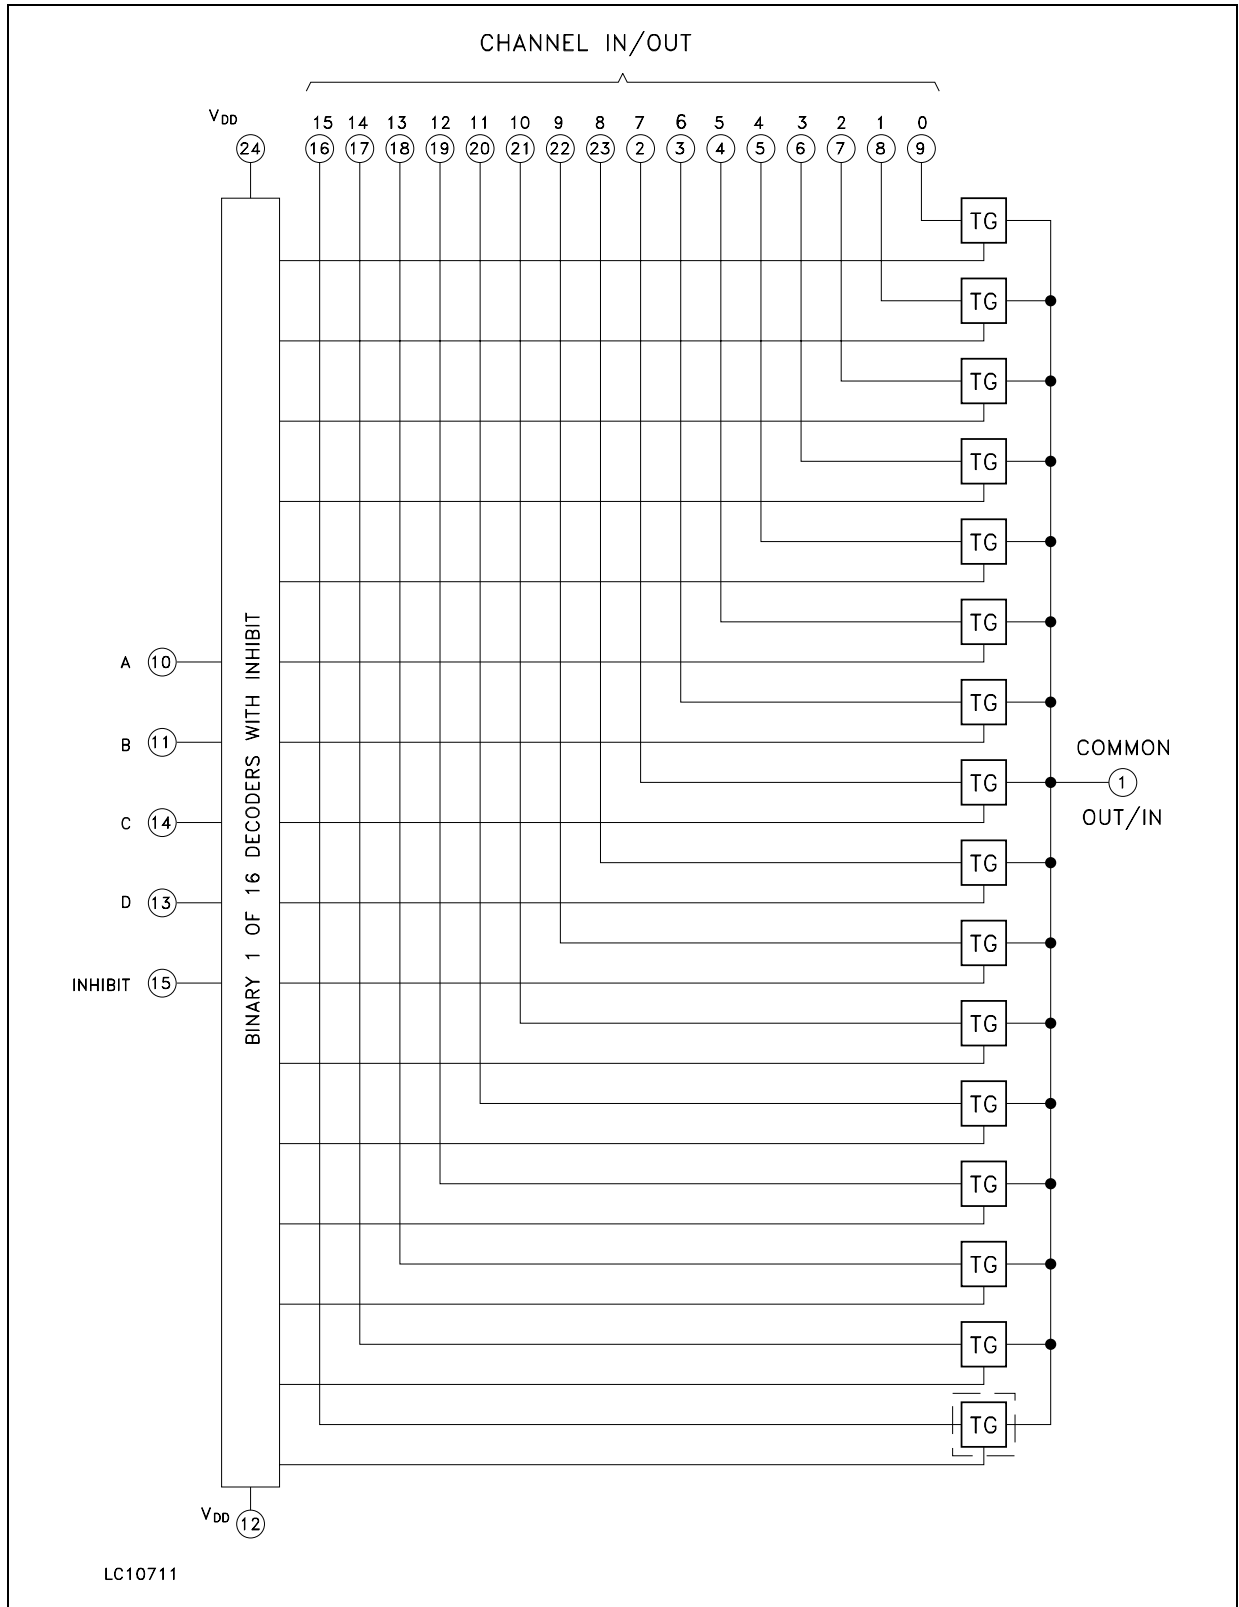 CHANNEL IN/OUT
VDD
15 14 13 12 11 10 9 8 7 6 5 4 3 2 1 0
24 16 17 18 19 20 21 22 23 2 3 4 5 6 7 8 9
TG
TG
TG
TG
TG
TG
A 10
TG
B 11
COMMON
TG
1
OUT/IN
C 14
TG
D 13
TG
INHIBIT 15
BINARY 1 OF 16 DECODERS WITH INHIBIT
TG
TG
TG
TG
TG
TG
VDD
12
LC10711